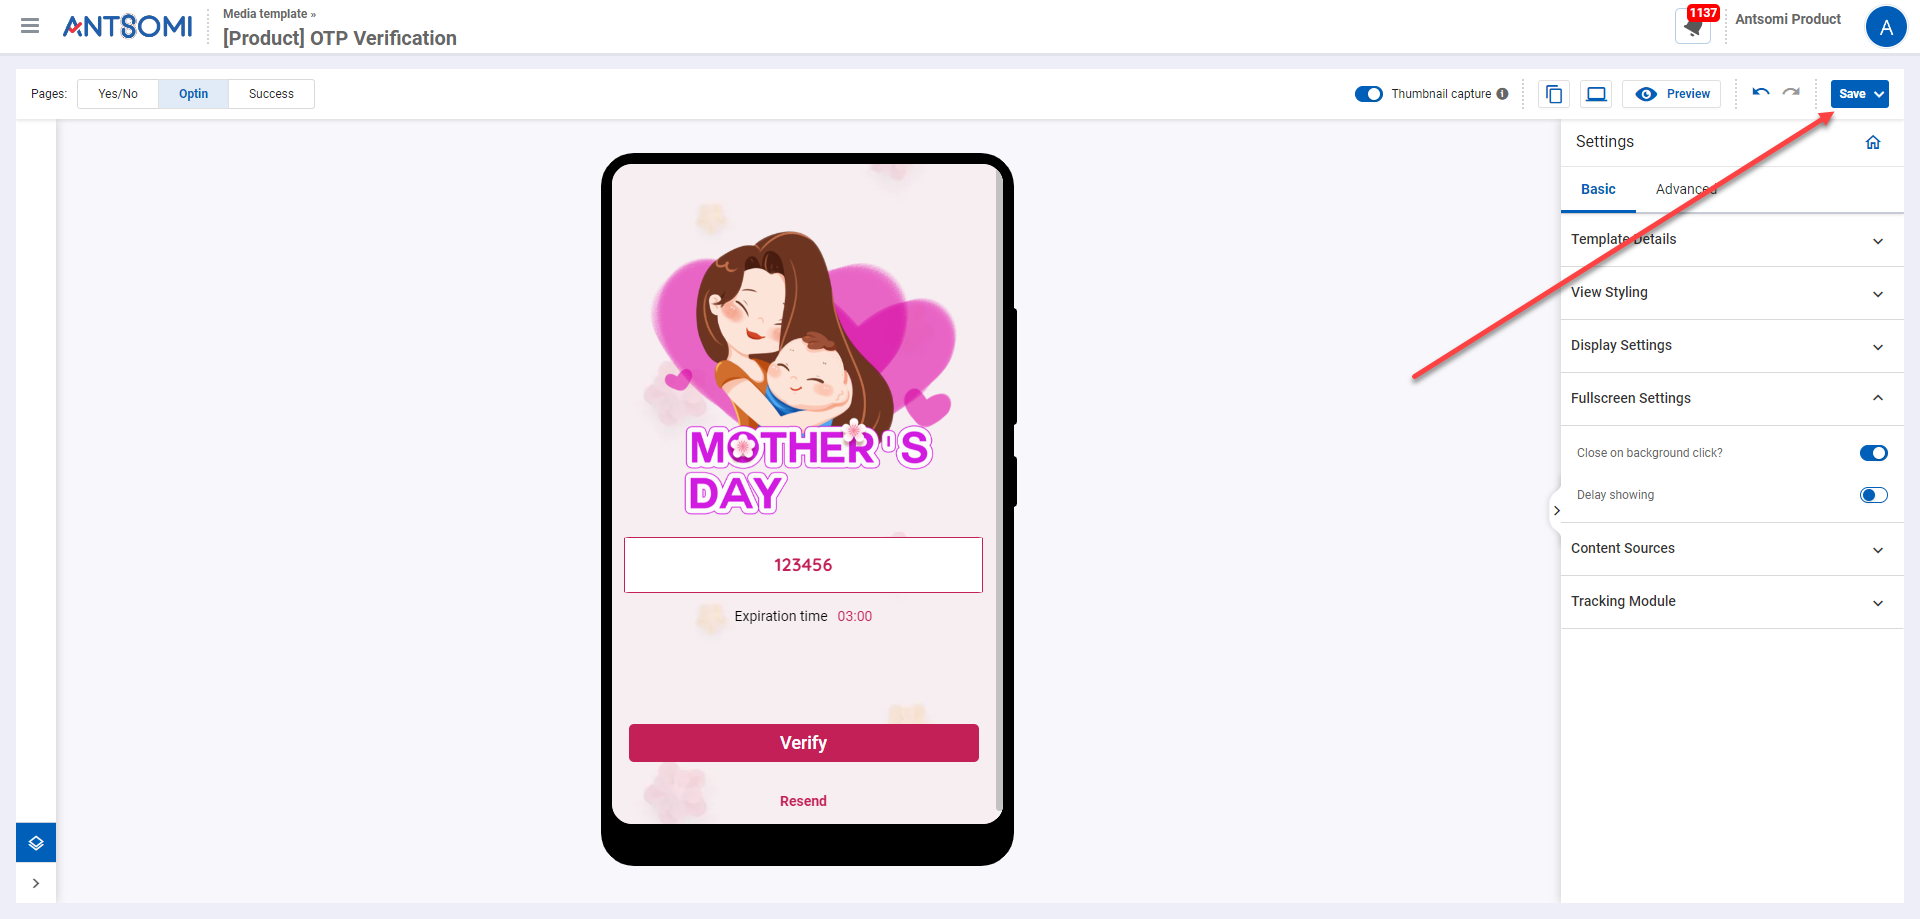 ANTSOMI
Media template »
[Product] OTP Verification
1137
Antsomi Product
A
Pages:
Yes/No
Optin
Success
Thumbnail capture
Preview
Save
Settings
Basic
Advanced
Template Details
View Styling
Display Settings
Fullscreen Settings
Close on background click?
Delay showing
Content Sources
Tracking Module
MOTHER'S
DAY
123456
Expiration time 03:00
Verify
Resend